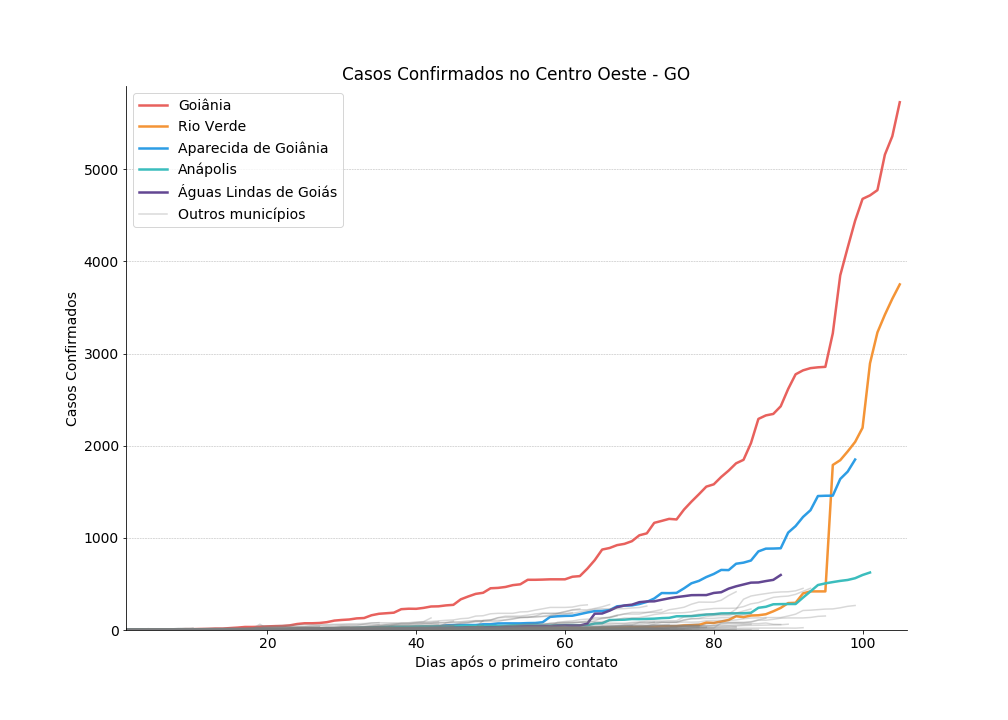 Casos Confirmados no Centro Oeste - GO
Goiânia
Rio Verde
Aparecida de Goiânia
Anápolis
Águas Lindas de Goiás
Outros municípios
5000
4000
3000
2000
1000
0
Casos Confirmados
20 40 60 80 100
Dias após o primeiro contato